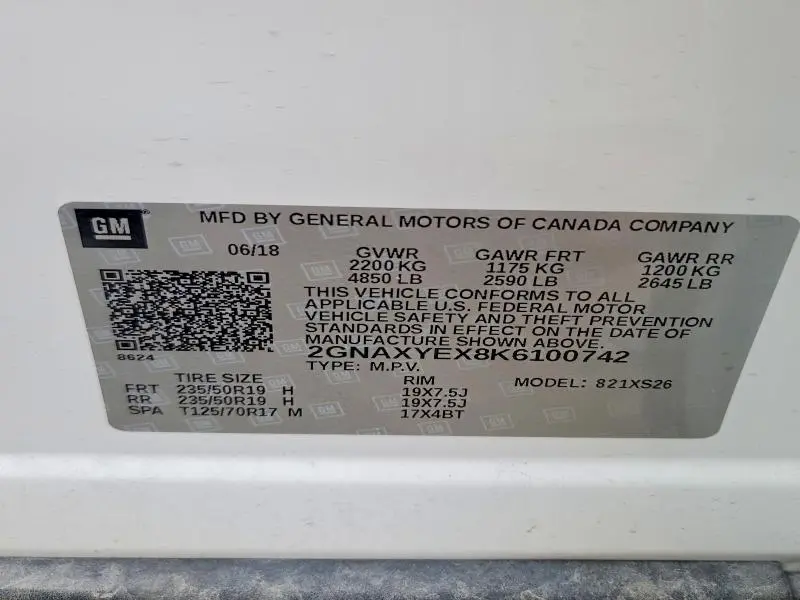 GM
MFD BY GENERAL MOTORS OF CANADA COMPANY
06/18 GVWR GAWR FRT GAWR RR
2200 KG 1175 KG 1200 KG
4850 LB 2590 LB 2645 LB
THIS VEHICLE CONFORMS TO ALL
APPLICABLE U.S. FEDERAL MOTOR
VEHICLE SAFETY AND THEFT PREVENTION
STANDARDS IN EFFECT ON THE DATE OF
MANUFACTURE SHOWN ABOVE.
8624 2GNAXYEX8K6100742
TYPE: M.P.V.
TIRE SIZE RIM MODEL: 821XS26
FRT 235/50R19 H 19X7.5J
RR 235/50R19 H 19X7.5J
SPA T125/70R17 M 17X4BT